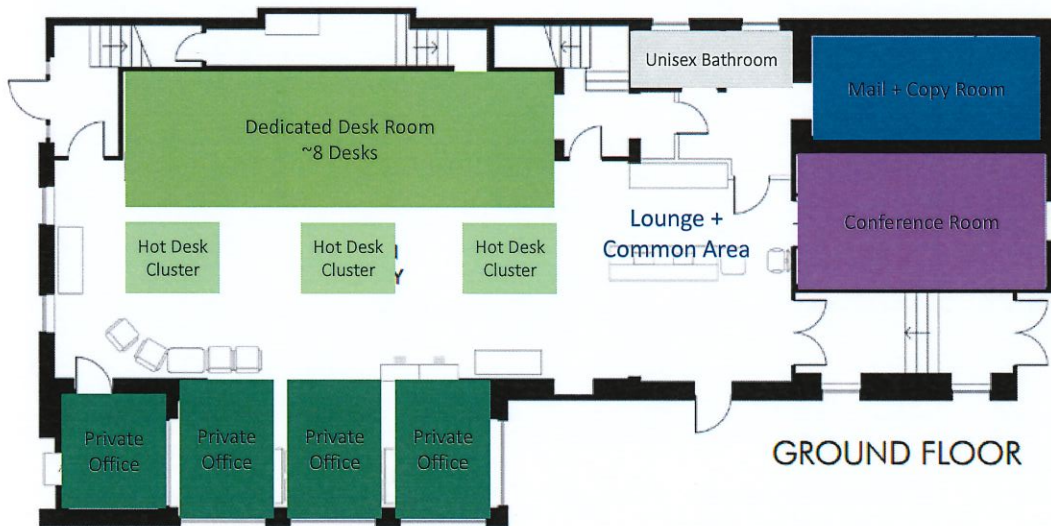 Unisex Bathroom
Mail + Copy Room
Dedicated Desk Room
~8 Desks
Lounge +
Common Area
Conference Room
Hot Desk
Cluster
Hot Desk
Cluster
Hot Desk
Cluster
Private
Office
Private
Office
Private
Office
Private
Office
GROUND FLOOR